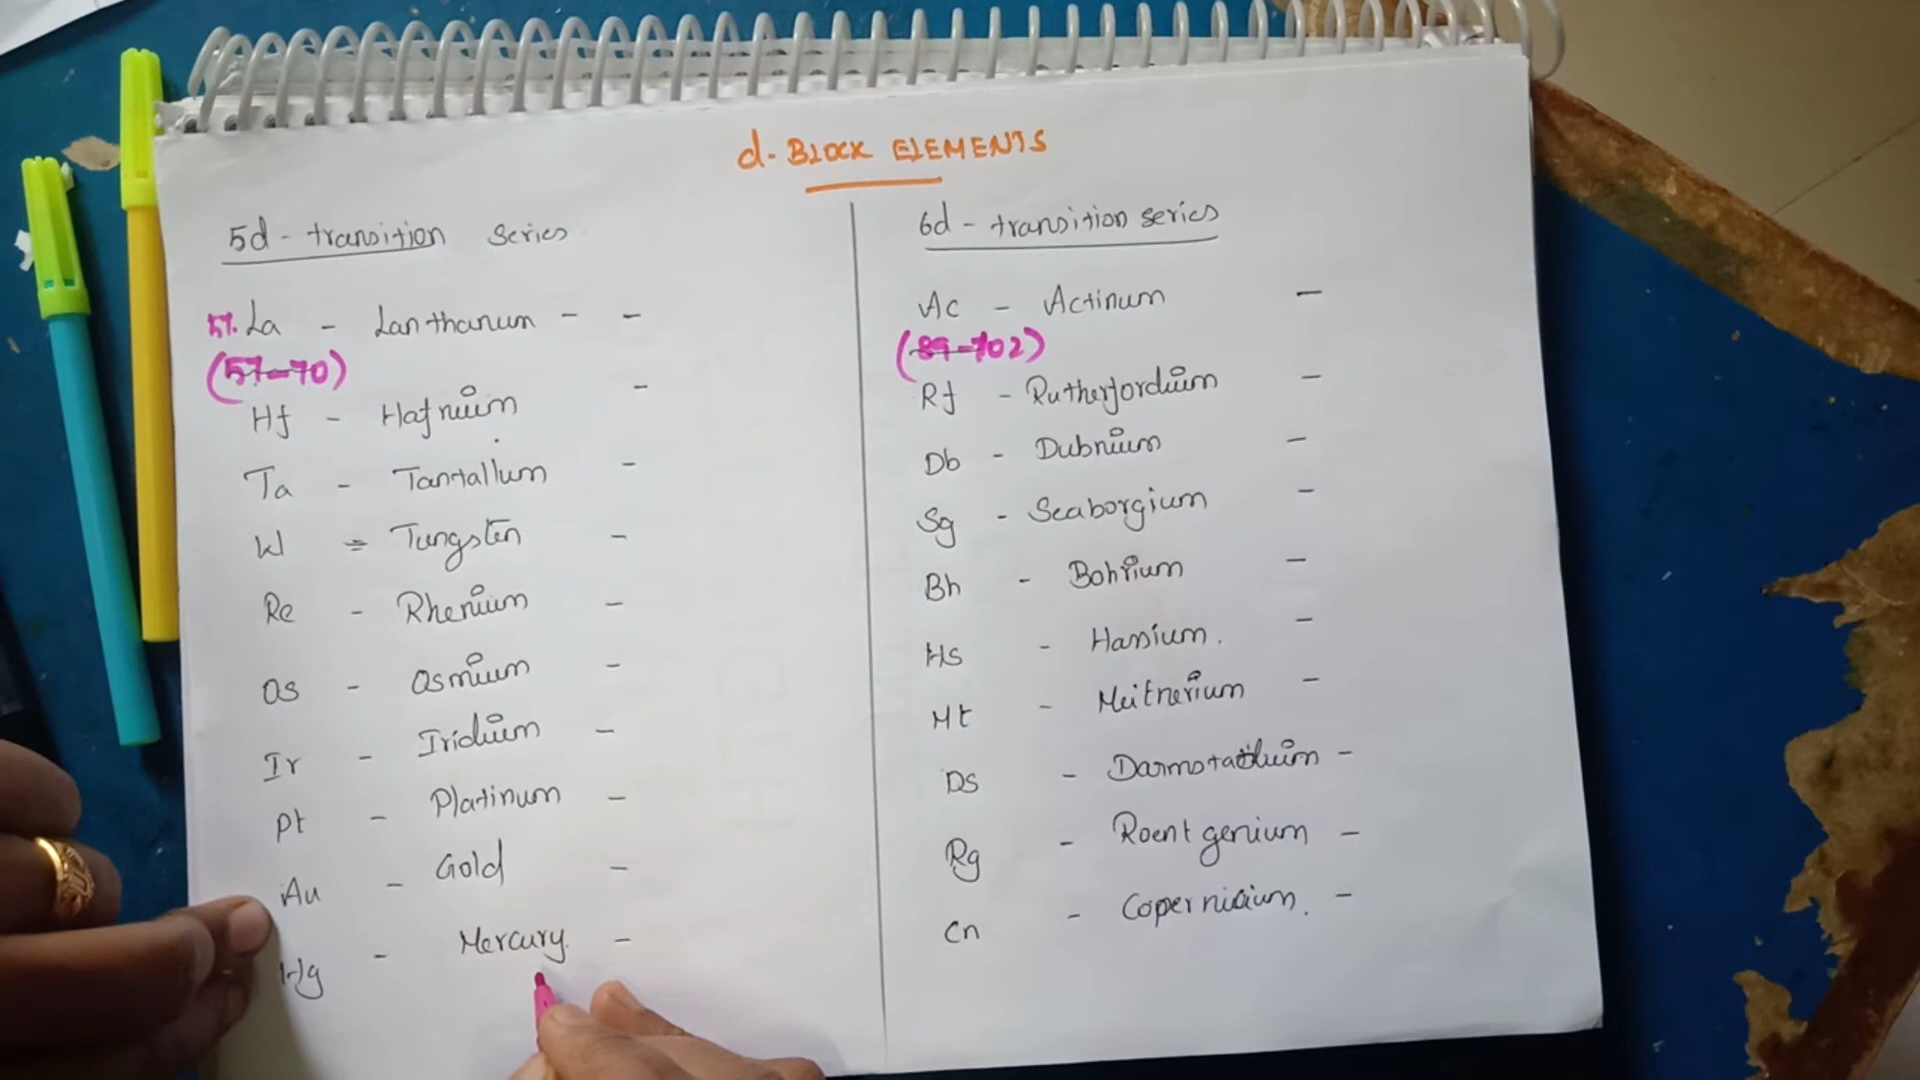 d-BLOCK ELEMENTS
5d - transition series
57. La - Lanthanum - -
(57-70)
Hf - Hafnium -
Ta - Tantallum -
W = Tungsten -
Re - Rhenium -
Os - Osmium -
Ir - Iridium -
Pt - Platinum -
Au - Gold -
Hg - Mercury. -
6d - transition series
Ac - Actinum -
(89-102)
Rf - Rutherfordium -
Db - Dubnium -
Sg - Seaborgium -
Bh - Bohrium -
Hs - Hassium. -
Mt - Meitnerium -
Ds - -
Rg - Roentgenium -
Cn - Copernicium. -